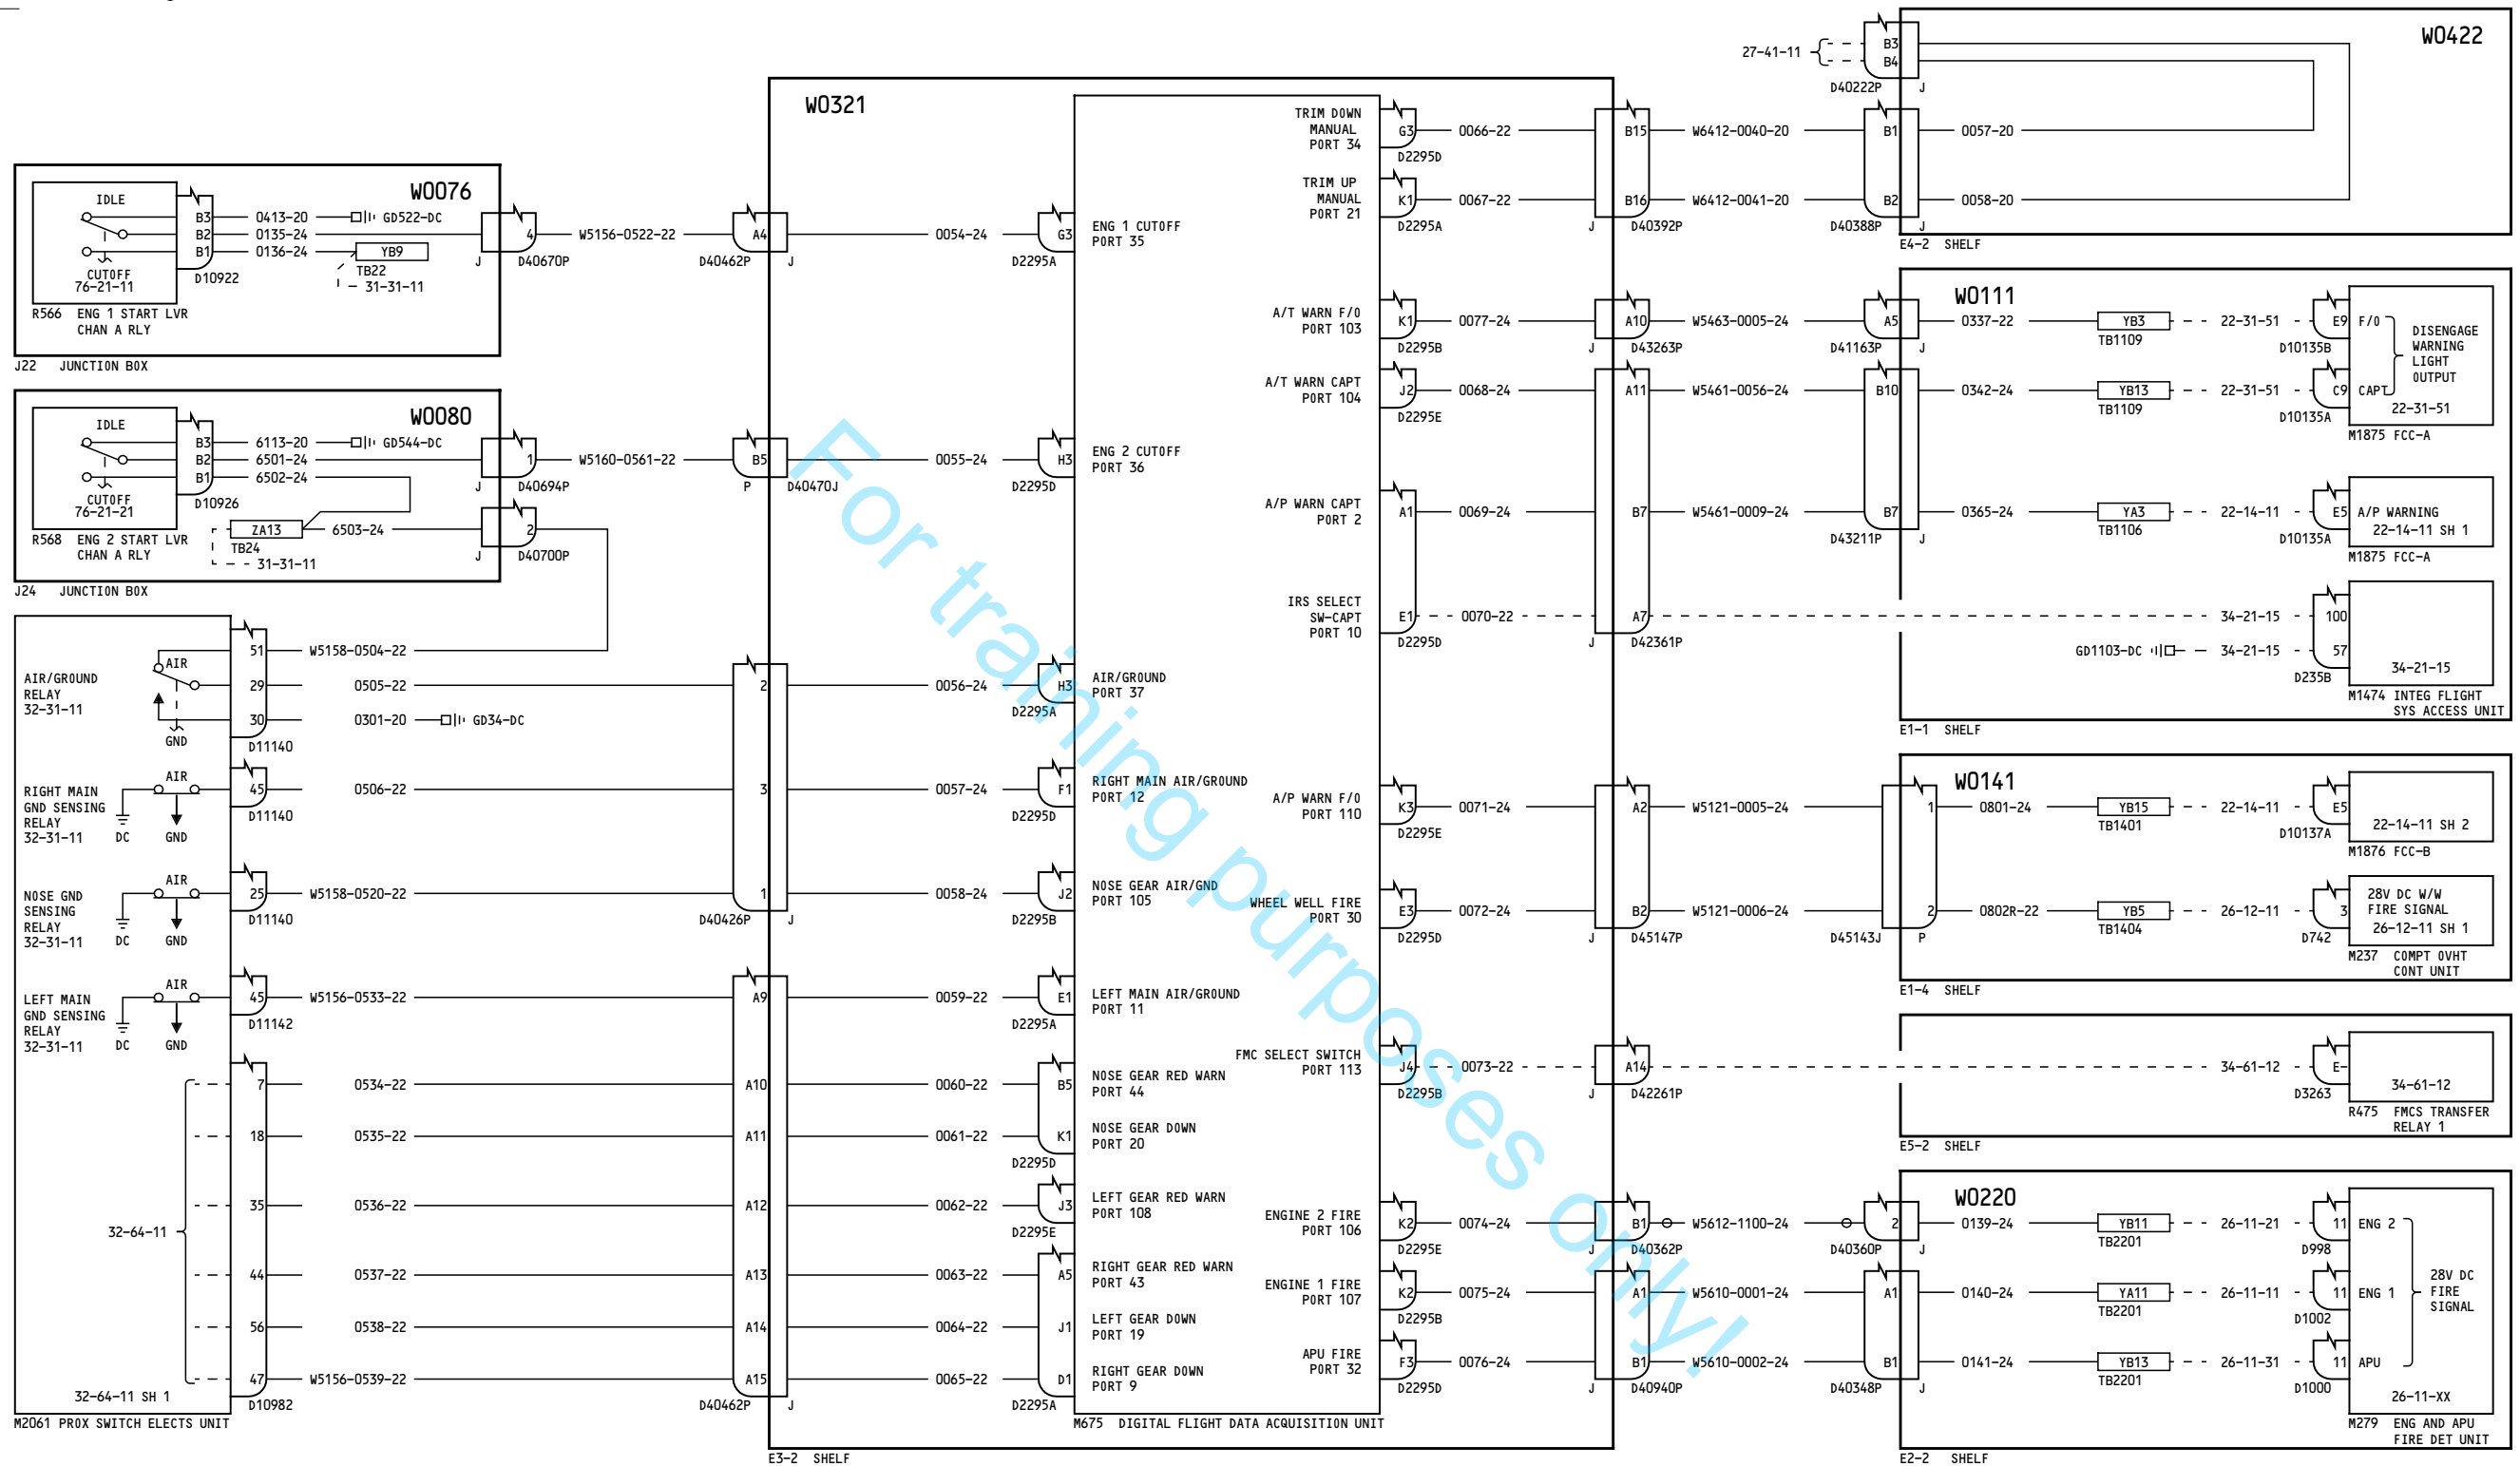 W0422
27-41-11
B3
B4
D40222P J
B1 0057-20
B2 0058-20
D40388P J
E4-2 SHELF
W0076
IDLE
B3 0413-20 GD522-DC
B2 0135-24
B1 0136-24 YB9
TB22
31-31-11
CUTOFF
76-21-11
D10922
R566 ENG 1 START LVR
CHAN A RLY
J22 JUNCTION BOX
4 W5156-0522-22 A4
J D40670P
D40462P J
W0080
IDLE
B3 6113-20 GD544-DC
B2 6501-24
B1 6502-24
CUTOFF
76-21-21
D10926
ZA13 6503-24
TB24
31-31-11
R568 ENG 2 START LVR
CHAN A RLY
J24 JUNCTION BOX
1 W5160-0561-22 B5
J D40694P
P D40470J
2
J D40700P
AIR/GROUND
RELAY
32-31-11
AIR
GND
51 W5158-0504-22
29 0505-22 2
30 0301-20 GD34-DC
D11140
RIGHT MAIN
GND SENSING
RELAY
32-31-11
AIR
DC GND
45 0506-22 3
D11140
NOSE GND
SENSING
RELAY
32-31-11
AIR
DC GND
25 W5158-0520-22 1
D11140
D40426P J
LEFT MAIN
GND SENSING
RELAY
32-31-11
AIR
DC GND
45 W5156-0533-22 A9
D11142
7 0534-22 A10
18 0535-22 A11
35 0536-22 A12
32-64-11
44 0537-22 A13
56 0538-22 A14
47 W5156-0539-22 A15
32-64-11 SH 1
D10982
D40462P J
M2061 PROX SWITCH ELECTS UNIT
W0321
0054-24 G3
D2295A
ENG 1 CUTOFF
PORT 35
0055-24 H3
D2295D
ENG 2 CUTOFF
PORT 36
0056-24 H3
D2295A
AIR/GROUND
PORT 37
0057-24 F1
D2295D
RIGHT MAIN AIR/GROUND
PORT 12
0058-24 J2
D2295B
NOSE GEAR AIR/GND
PORT 105
0059-22 E1
D2295A
LEFT MAIN AIR/GROUND
PORT 11
0060-22 B5
NOSE GEAR RED WARN
PORT 44
0061-22 K1
D2295D
NOSE GEAR DOWN
PORT 20
0062-22 J3
D2295E
LEFT GEAR RED WARN
PORT 108
0063-22 A5
RIGHT GEAR RED WARN
PORT 43
0064-22 J1
LEFT GEAR DOWN
PORT 19
0065-22 D1
D2295A
RIGHT GEAR DOWN
PORT 9
M675 DIGITAL FLIGHT DATA ACQUISITION UNIT
E3-2 SHELF
TRIM DOWN
MANUAL
PORT 34
G3 0066-22 B15 W6412-0040-20
D2295D
TRIM UP
MANUAL
PORT 21
K1 0067-22 B16 W6412-0041-20
D2295A
J D40392P
A/T WARN F/O
PORT 103
K1 0077-24 A10 W5463-0005-24 A5
D2295B
J D43263P
D41163P J
A/T WARN CAPT
PORT 104
J2 0068-24 A11 W5461-0056-24 B10
D2295E
A/P WARN CAPT
PORT 2
A1 0069-24 B7 W5461-0009-24 B7
D43211P J
IRS SELECT
SW-CAPT
PORT 10
E1 0070-22 A7
D2295D
J D42361P
A/P WARN F/O
PORT 110
K3 0071-24 A2 W5121-0005-24 1
D2295E
WHEEL WELL FIRE
PORT 30
E3 0072-24 B2 W5121-0006-24 2
D2295D
J D45147P
D45143J P
FMC SELECT SWITCH
PORT 113
J4 0073-22 A14
D2295B
J D42261P
ENGINE 2 FIRE
PORT 106
K2 0074-24 B1 W5612-1100-24 2
D2295E
J D40362P
D40360P J
ENGINE 1 FIRE
PORT 107
K2 0075-24 A1 W5610-0001-24 A1
D2295B
APU FIRE
PORT 32
F3 0076-24 B1 W5610-0002-24 B1
D2295D
J D40940P
D40348P J
W0111
0337-22 YB3 22-31-51 E9 F/O
TB1109
D10135B
0342-24 YB13 22-31-51 C9 CAPT
TB1109
D10135A
DISENGAGE
WARNING
LIGHT
OUTPUT
22-31-51
M1875 FCC-A
0365-24 YA3 22-14-11 E5 A/P WARNING
22-14-11 SH 1
TB1106
D10135A
M1875 FCC-A
34-21-15 100
GD1103-DC 34-21-15 57
34-21-15
D235B
M1474 INTEG FLIGHT
SYS ACCESS UNIT
E1-1 SHELF
W0141
0801-24 YB15 22-14-11 E5
TB1401
D10137A
22-14-11 SH 2
M1876 FCC-B
0802R-22 YB5 26-12-11 3
TB1404
D742
28V DC W/W
FIRE SIGNAL
26-12-11 SH 1
M237 COMPT OVHT
CONT UNIT
E1-4 SHELF
34-61-12 E-
D3263
34-61-12
R475 FMCS TRANSFER
RELAY 1
E5-2 SHELF
W0220
0139-24 YB11 26-11-21 11 ENG 2
TB2201
D998
0140-24 YA11 26-11-11 11 ENG 1
TB2201
D1002
0141-24 YB13 26-11-31 11 APU
TB2201
D1000
28V DC
FIRE
SIGNAL
26-11-XX
M279 ENG AND APU
FIRE DET UNIT
E2-2 SHELF
For training purposes only!